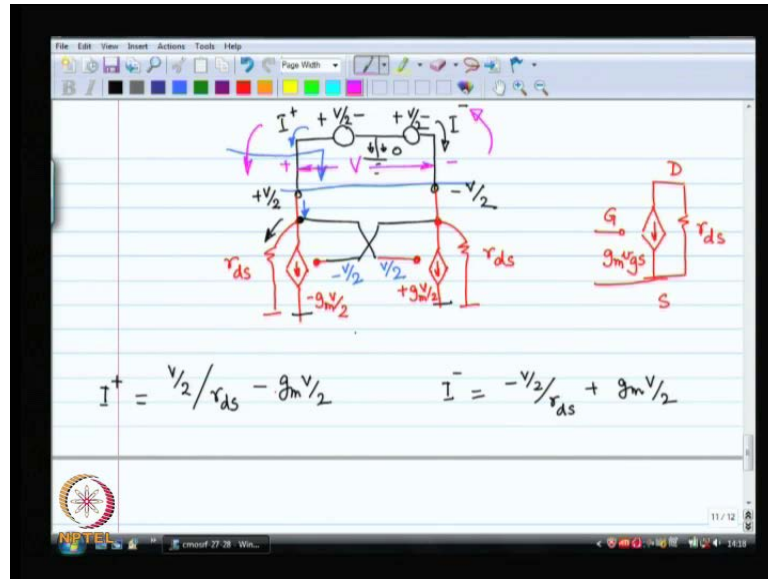 File Edit View Insert Actions Tools Help
Page Width
B I
I⁺ + V/2 - + V/2 - I⁻
0
+ V -
+V/2 -V/2
D
rds -V/2 V/2 rds
G gmvgs rds
-gmV/2 +gmV/2
S
I⁺ = V/2/rds - gmV/2 I⁻ = -V/2/rds + gmV/2
11 / 12
NPTEL
cmosrf-27-28 - Win...
14:18